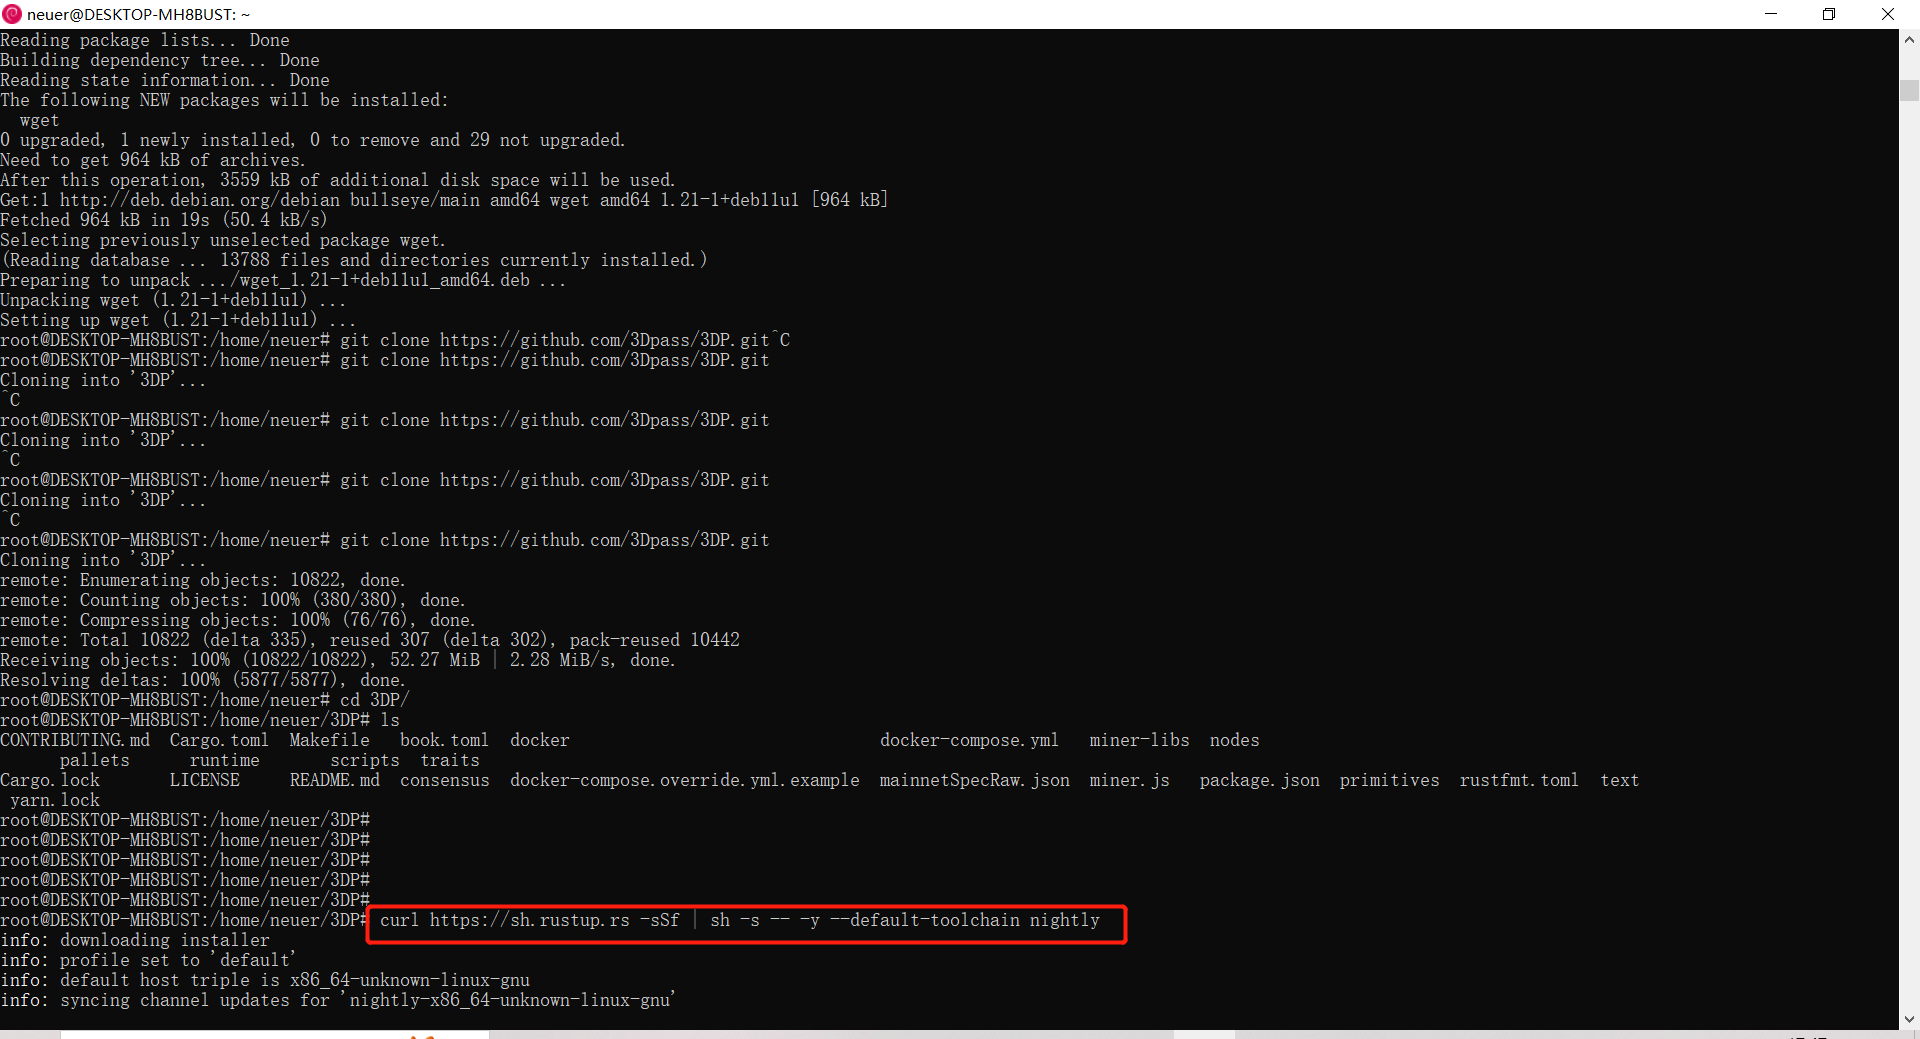 neuer@DESKTOP-MH8BUST: ~
Reading package lists... Done
Building dependency tree... Done
Reading state information... Done
The following NEW packages will be installed:
  wget
0 upgraded, 1 newly installed, 0 to remove and 29 not upgraded.
Need to get 964 kB of archives.
After this operation, 3559 kB of additional disk space will be used.
Get:1 http://deb.debian.org/debian bullseye/main amd64 wget amd64 1.21-1+deb11u1 [964 kB]
Fetched 964 kB in 19s (50.4 kB/s)
Selecting previously unselected package wget.
(Reading database ... 13788 files and directories currently installed.)
Preparing to unpack .../wget_1.21-1+deb11u1_amd64.deb ...
Unpacking wget (1.21-1+deb11u1) ...
Setting up wget (1.21-1+deb11u1) ...
root@DESKTOP-MH8BUST:/home/neuer# git clone https://github.com/3Dpass/3DP.git^C
root@DESKTOP-MH8BUST:/home/neuer# git clone https://github.com/3Dpass/3DP.git
Cloning into '3DP'...
^C
root@DESKTOP-MH8BUST:/home/neuer# git clone https://github.com/3Dpass/3DP.git
Cloning into '3DP'...
^C
root@DESKTOP-MH8BUST:/home/neuer# git clone https://github.com/3Dpass/3DP.git
Cloning into '3DP'...
^C
root@DESKTOP-MH8BUST:/home/neuer# git clone https://github.com/3Dpass/3DP.git
Cloning into '3DP'...
remote: Enumerating objects: 10822, done.
remote: Counting objects: 100% (380/380), done.
remote: Compressing objects: 100% (76/76), done.
remote: Total 10822 (delta 335), reused 307 (delta 302), pack-reused 10442
Receiving objects: 100% (10822/10822), 52.27 MiB | 2.28 MiB/s, done.
Resolving deltas: 100% (5877/5877), done.
root@DESKTOP-MH8BUST:/home/neuer# cd 3DP/
root@DESKTOP-MH8BUST:/home/neuer/3DP# ls
CONTRIBUTING.md  Cargo.toml  Makefile   book.toml  docker                               docker-compose.yml   miner-libs  nodes
      pallets      runtime       scripts  traits
Cargo.lock       LICENSE     README.md  consensus  docker-compose.override.yml.example  mainnetSpecRaw.json  miner.js   package.json  primitives  rustfmt.toml  text
 yarn.lock
root@DESKTOP-MH8BUST:/home/neuer/3DP#
root@DESKTOP-MH8BUST:/home/neuer/3DP#
root@DESKTOP-MH8BUST:/home/neuer/3DP#
root@DESKTOP-MH8BUST:/home/neuer/3DP#
root@DESKTOP-MH8BUST:/home/neuer/3DP#
root@DESKTOP-MH8BUST:/home/neuer/3DP# curl https://sh.rustup.rs -sSf | sh -s -- -y --default-toolchain nightly
info: downloading installer
info: profile set to 'default'
info: default host triple is x86_64-unknown-linux-gnu
info: syncing channel updates for 'nightly-x86_64-unknown-linux-gnu'